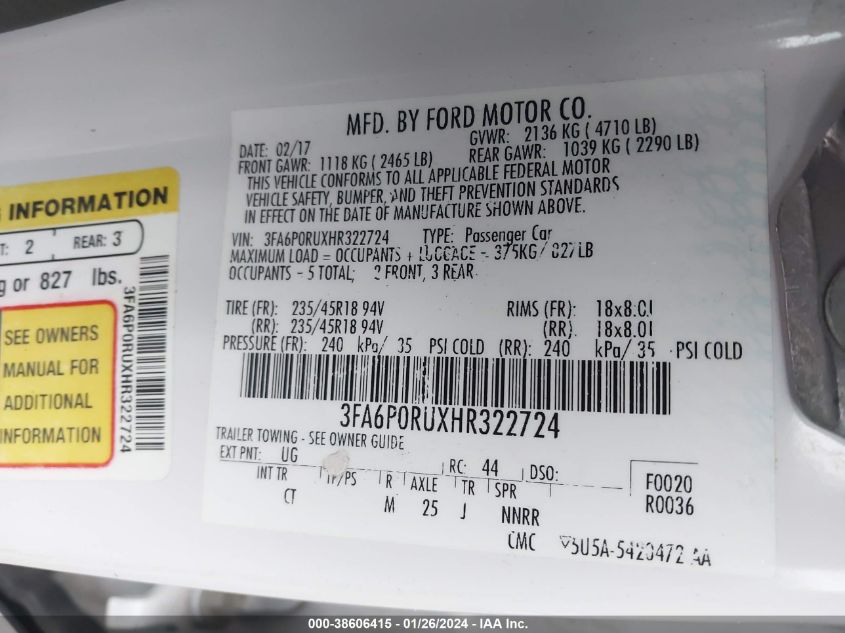 G INFORMATION
T: 2 REAR: 3
g or 827 lbs.
SEE OWNERS
MANUAL FOR
ADDITIONAL
INFORMATION
3FA6P0RUXHR322724
MFD. BY FORD MOTOR CO.
DATE: 02/17 GVWR: 2136 KG ( 4710 LB)
FRONT GAWR: 1118 KG ( 2465 LB) REAR GAWR: 1039 KG ( 2290 LB)
THIS VEHICLE CONFORMS TO ALL APPLICABLE FEDERAL MOTOR
VEHICLE SAFETY, BUMPER, AND THEFT PREVENTION STANDARDS
IN EFFECT ON THE DATE OF MANUFACTURE SHOWN ABOVE.
VIN: 3FA6P0RUXHR322724 TYPE: Passenger Car
MAXIMUM LOAD = OCCUPANTS + LUGGAGE = 375KG / 827LB
OCCUPANTS - 5 TOTAL; 2 FRONT, 3 REAR
TIRE (FR): 235/45R18 94V RIMS (FR): 18x8.0J
(RR): 235/45R18 94V (RR): 18x8.0J
PRESSURE (FR): 240 kPa/ 35 PSI COLD (RR): 240 kPa/ 35 PSI COLD
3FA6P0RUXHR322724
TRAILER TOWING - SEE OWNER GUIDE
EXT PNT: UG RC: 44 DSO: F0020
INT TR TP/PS R AXLE TR SPR R0036
CT M 25 J NNRR
CMC 5U5A-5420472 AA
000-38606415 - 01/26/2024 - IAA Inc.